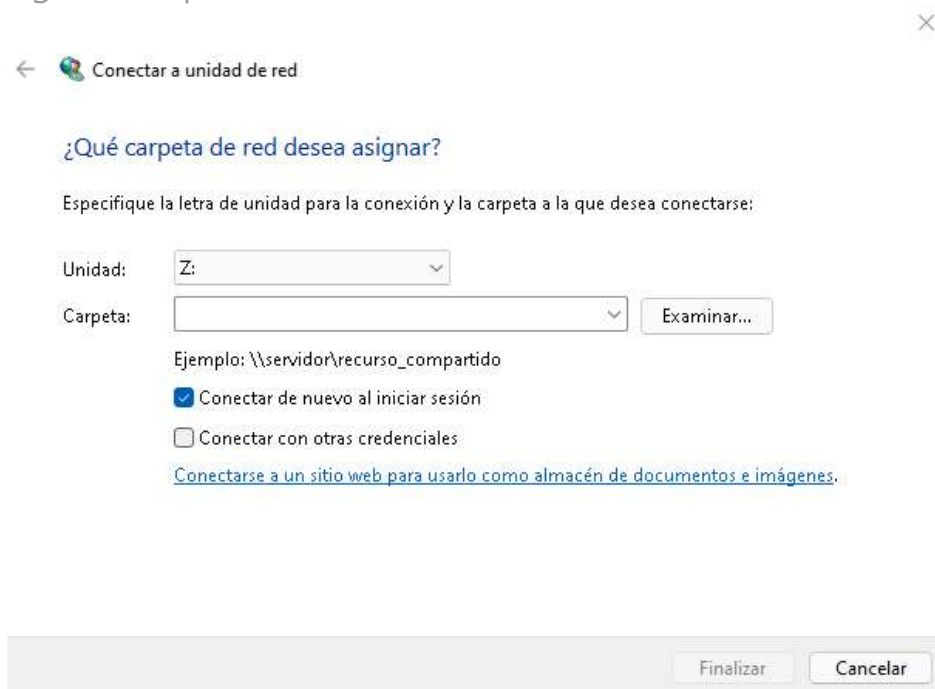 Conectar a unidad de red
¿Qué carpeta de red desea asignar?
Especifique la letra de unidad para la conexión y la carpeta a la que desea conectarse:
Unidad: Z:
Carpeta: Examinar...
Ejemplo: \\servidor\recurso_compartido
Conectar de nuevo al iniciar sesión
Conectar con otras credenciales
Conectarse a un sitio web para usarlo como almacén de documentos e imágenes.
Finalizar Cancelar